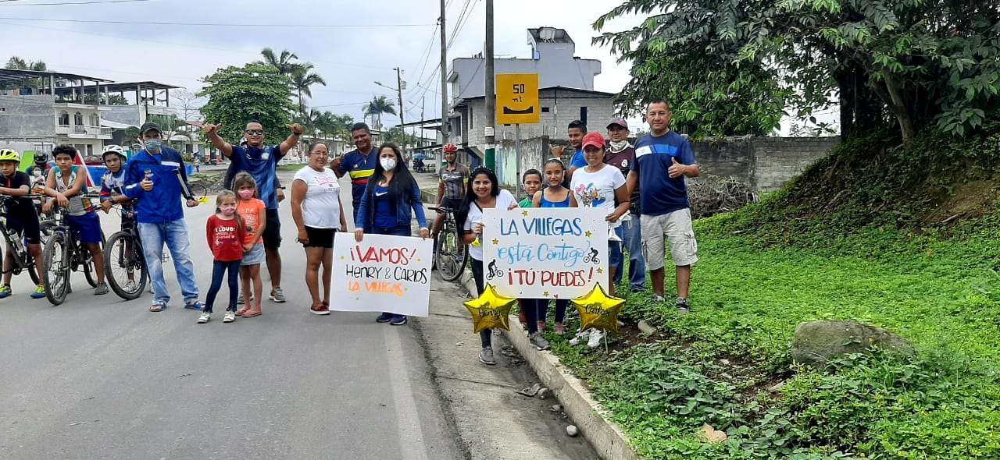 50
mt
¡VAMOS!
HENRY & CARLOS
LA VILLEGAS
LA VILLEGAS
está Contigo
¡TÚ PUEDES!
Henry
Carlos